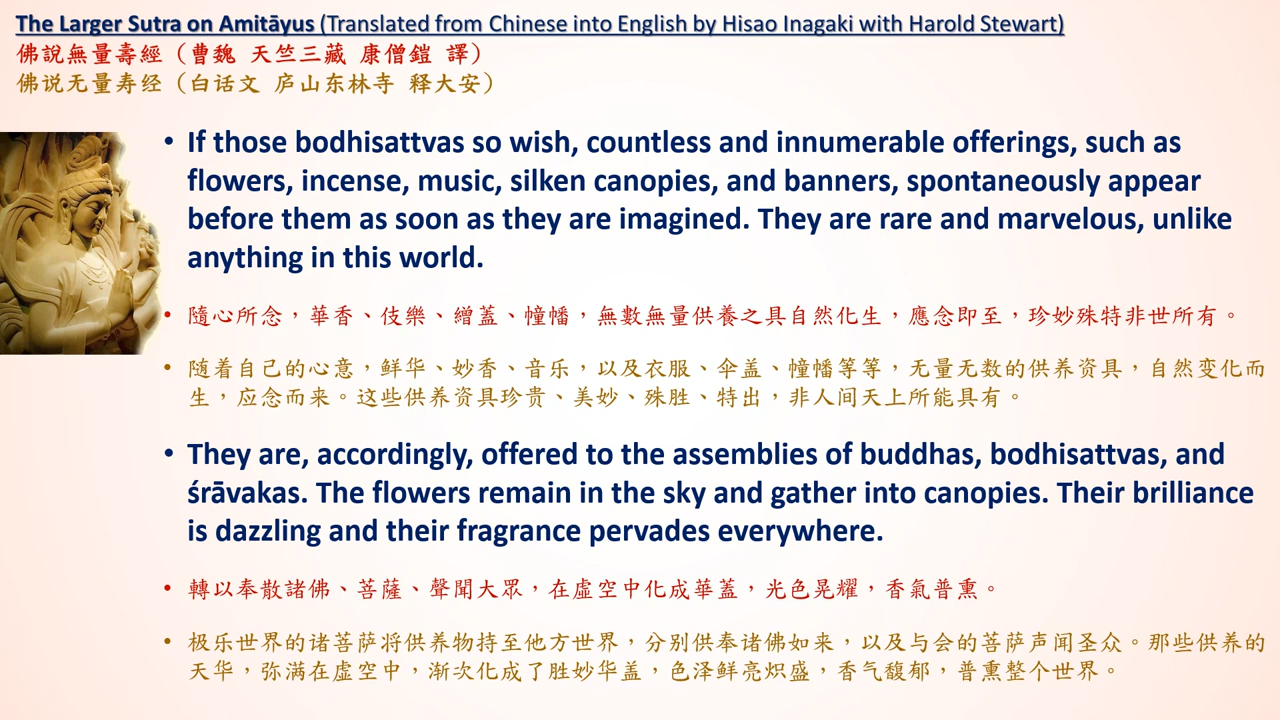 The Larger Sutra on Amitāyus (Translated from Chinese into English by Hisao Inagaki with Harold Stewart)
佛說無量壽經（曹魏 天竺三藏 康僧鎧 譯）
佛说无量寿经（白话文 庐山东林寺 释大安）
• If those bodhisattvas so wish, countless and innumerable offerings, such as
flowers, incense, music, silken canopies, and banners, spontaneously appear
before them as soon as they are imagined. They are rare and marvelous, unlike
anything in this world.
• 隨心所念，華香、伎樂、繒蓋、幢幡，無數無量供養之具自然化生，應念即至，珍妙殊特非世所有。
• 随着自己的心意，鲜华、妙香、音乐，以及衣服、伞盖、幢幡等等，无量无数的供养资具，自然变化而
生，应念而来。这些供养资具珍贵、美妙、殊胜、特出，非人间天上所能具有。
• They are, accordingly, offered to the assemblies of buddhas, bodhisattvas, and
śrāvakas. The flowers remain in the sky and gather into canopies. Their brilliance
is dazzling and their fragrance pervades everywhere.
• 轉以奉散諸佛、菩薩、聲聞大眾，在虛空中化成華蓋，光色晃耀，香氣普熏。
• 极乐世界的诸菩萨将供养物持至他方世界，分别供奉诸佛如来，以及与会的菩萨声闻圣众。那些供养的
天华，弥满在虚空中，渐次化成了胜妙华盖，色泽鲜亮炽盛，香气馥郁，普熏整个世界。